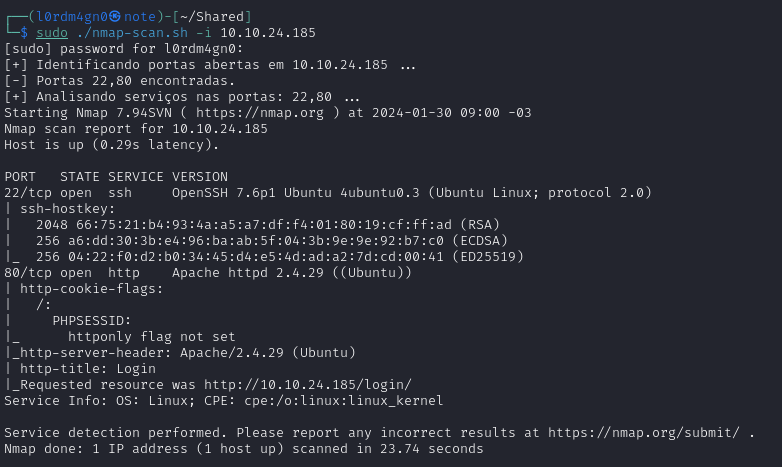 ┌──(l0rdm4gn0㉿note)-[~/Shared]
└─$ sudo ./nmap-scan.sh -i 10.10.24.185
[sudo] password for l0rdm4gn0:
[+] Identificando portas abertas em 10.10.24.185 ...
[-] Portas 22,80 encontradas.
[+] Analisando serviços nas portas: 22,80 ...
Starting Nmap 7.94SVN ( https://nmap.org ) at 2024-01-30 09:00 -03
Nmap scan report for 10.10.24.185
Host is up (0.29s latency).

PORT   STATE SERVICE VERSION
22/tcp open  ssh     OpenSSH 7.6p1 Ubuntu 4ubuntu0.3 (Ubuntu Linux; protocol 2.0)
| ssh-hostkey:
|   2048 66:75:21:b4:93:4a:a5:a7:df:f4:01:80:19:cf:ff:ad (RSA)
|   256 a6:dd:30:3b:e4:96:ba:ab:5f:04:3b:9e:9e:92:b7:c0 (ECDSA)
|_  256 04:22:f0:d2:b0:34:45:d4:e5:4d:ad:a2:7d:cd:00:41 (ED25519)
80/tcp open  http    Apache httpd 2.4.29 ((Ubuntu))
| http-cookie-flags:
|   /:
|     PHPSESSID:
|_      httponly flag not set
|_http-server-header: Apache/2.4.29 (Ubuntu)
| http-title: Login
|_Requested resource was http://10.10.24.185/login/
Service Info: OS: Linux; CPE: cpe:/o:linux:linux_kernel

Service detection performed. Please report any incorrect results at https://nmap.org/submit/ .
Nmap done: 1 IP address (1 host up) scanned in 23.74 seconds